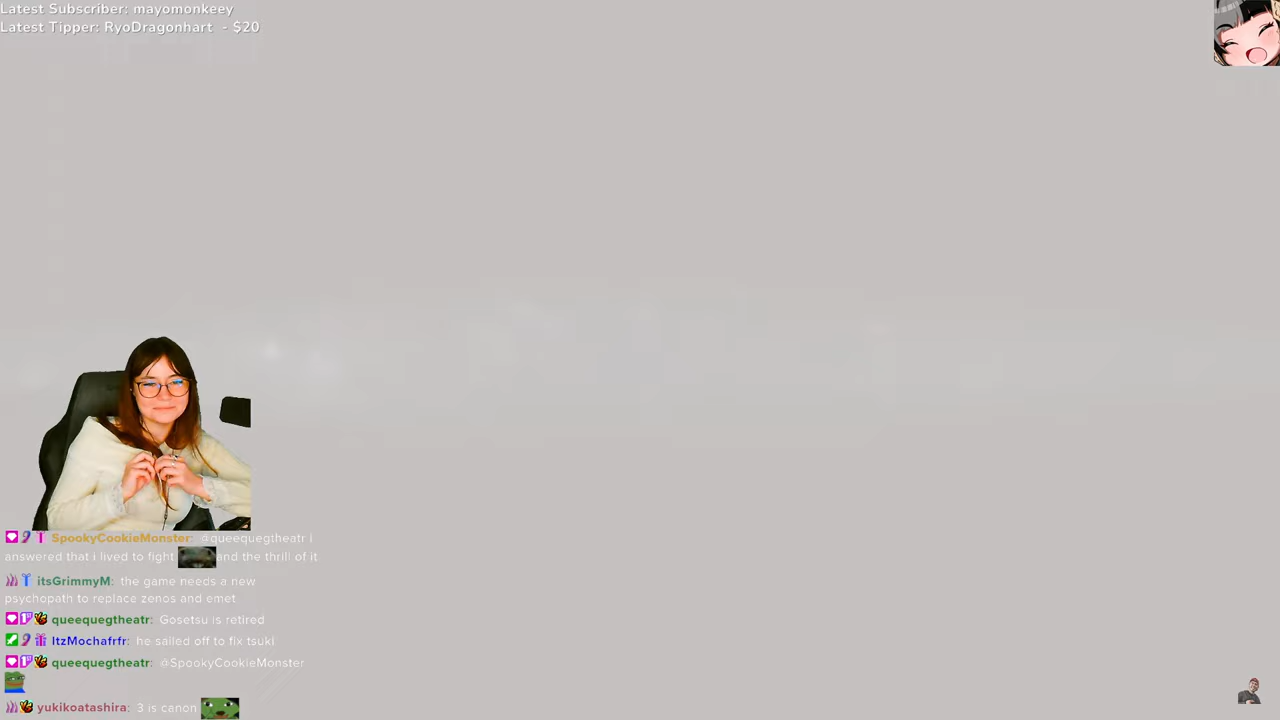 Latest Subscriber: mayomonkeey
Latest Tipper: RyoDragonhart - $20
SpookyCookieMonster: @queequegtheatr i
answered that i lived to fight and the thrill of it
itsGrimmyM: the game needs a new
psychopath to replace zenos and emet
queequegtheatr: Gosetsu is retired
ItzMochafrfr: he sailed off to fix tsuki
queequegtheatr: @SpookyCookieMonster
yukikoatashira: 3 is canon